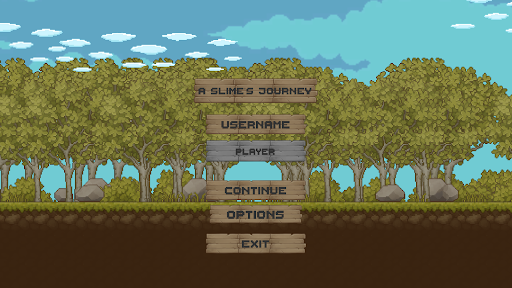 A SLIME'S JOURNEY
USERNAME
PLAYER
CONTINUE
OPTIONS
EXIT